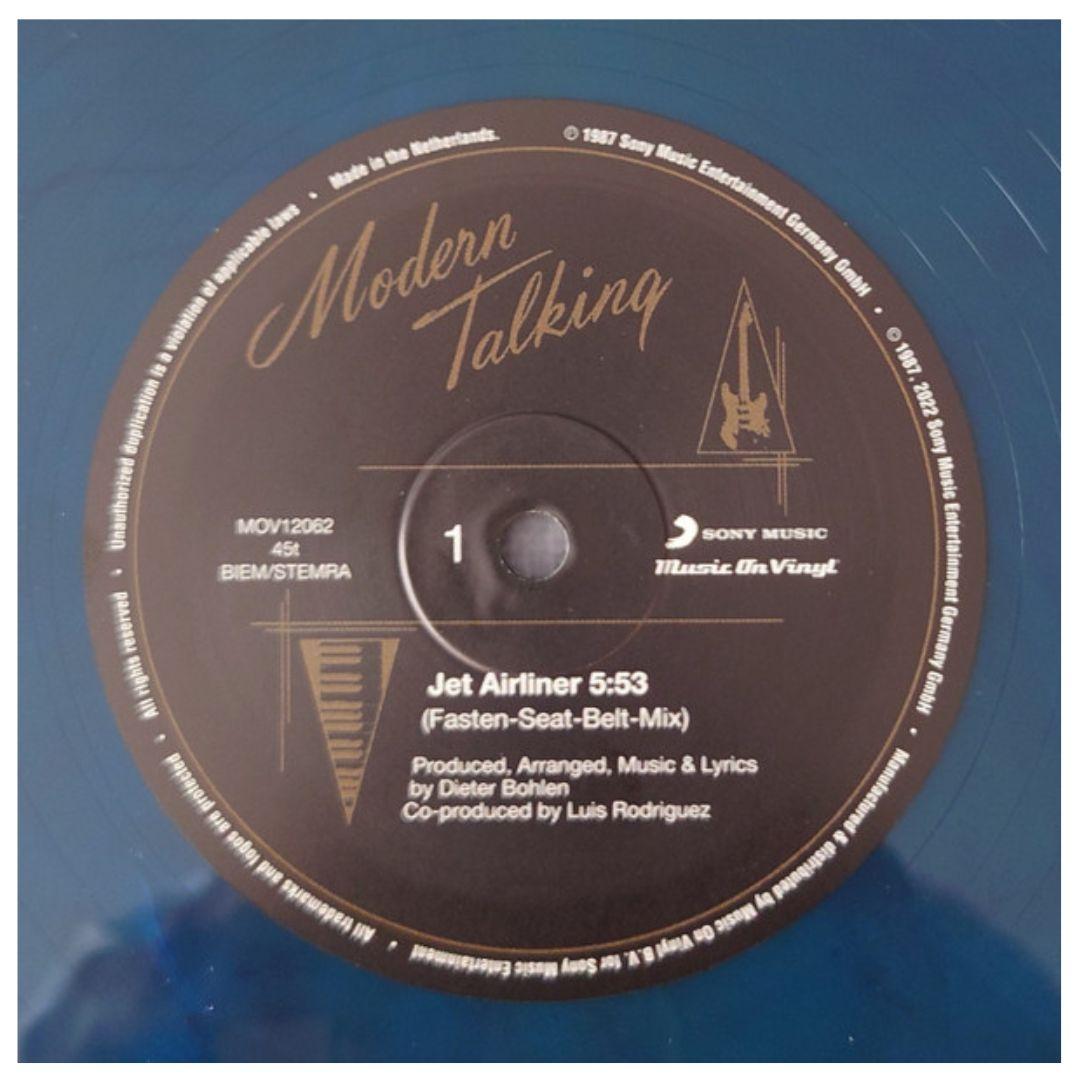 Modern
Talking
MOV12062
45t
BIEM/STEMRA
1
SONY MUSIC
Music On Vinyl
Jet Airliner 5:53
(Fasten-Seat-Belt-Mix)
Produced, Arranged, Music & Lyrics
by Dieter Bohlen
Co-produced by Luis Rodriguez
℗ 1987 Sony Music Entertainment Germany GmbH • © 1987, 2022 Sony Music Entertainment Germany GmbH • Manufactured & distributed by Music On Vinyl B.V. for Sony Music Entertainment • All trademarks and logos are protected • All rights reserved • Unauthorized duplication is a violation of applicable laws • Made in the Netherlands.